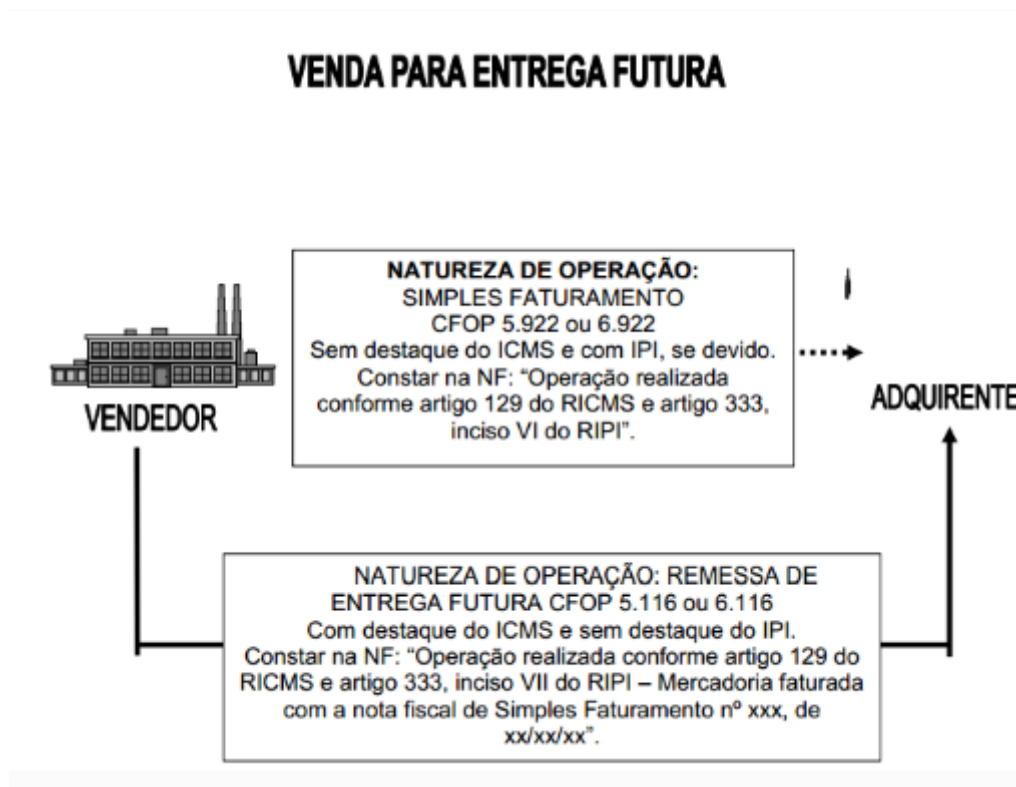 VENDA PARA ENTREGA FUTURA
NATUREZA DE OPERAÇÃO:
SIMPLES FATURAMENTO
CFOP 5.922 ou 6.922
Sem destaque do ICMS e com IPI, se devido.
Constar na NF: “Operação realizada
conforme artigo 129 do RICMS e artigo 333,
inciso VI do RIPI”.
VENDEDOR
ADQUIRENTE
NATUREZA DE OPERAÇÃO: REMESSA DE
ENTREGA FUTURA CFOP 5.116 ou 6.116
Com destaque do ICMS e sem destaque do IPI.
Constar na NF: “Operação realizada conforme artigo 129 do
RICMS e artigo 333, inciso VII do RIPI – Mercadoria faturada
com a nota fiscal de Simples Faturamento nº xxx, de
xx/xx/xx”.